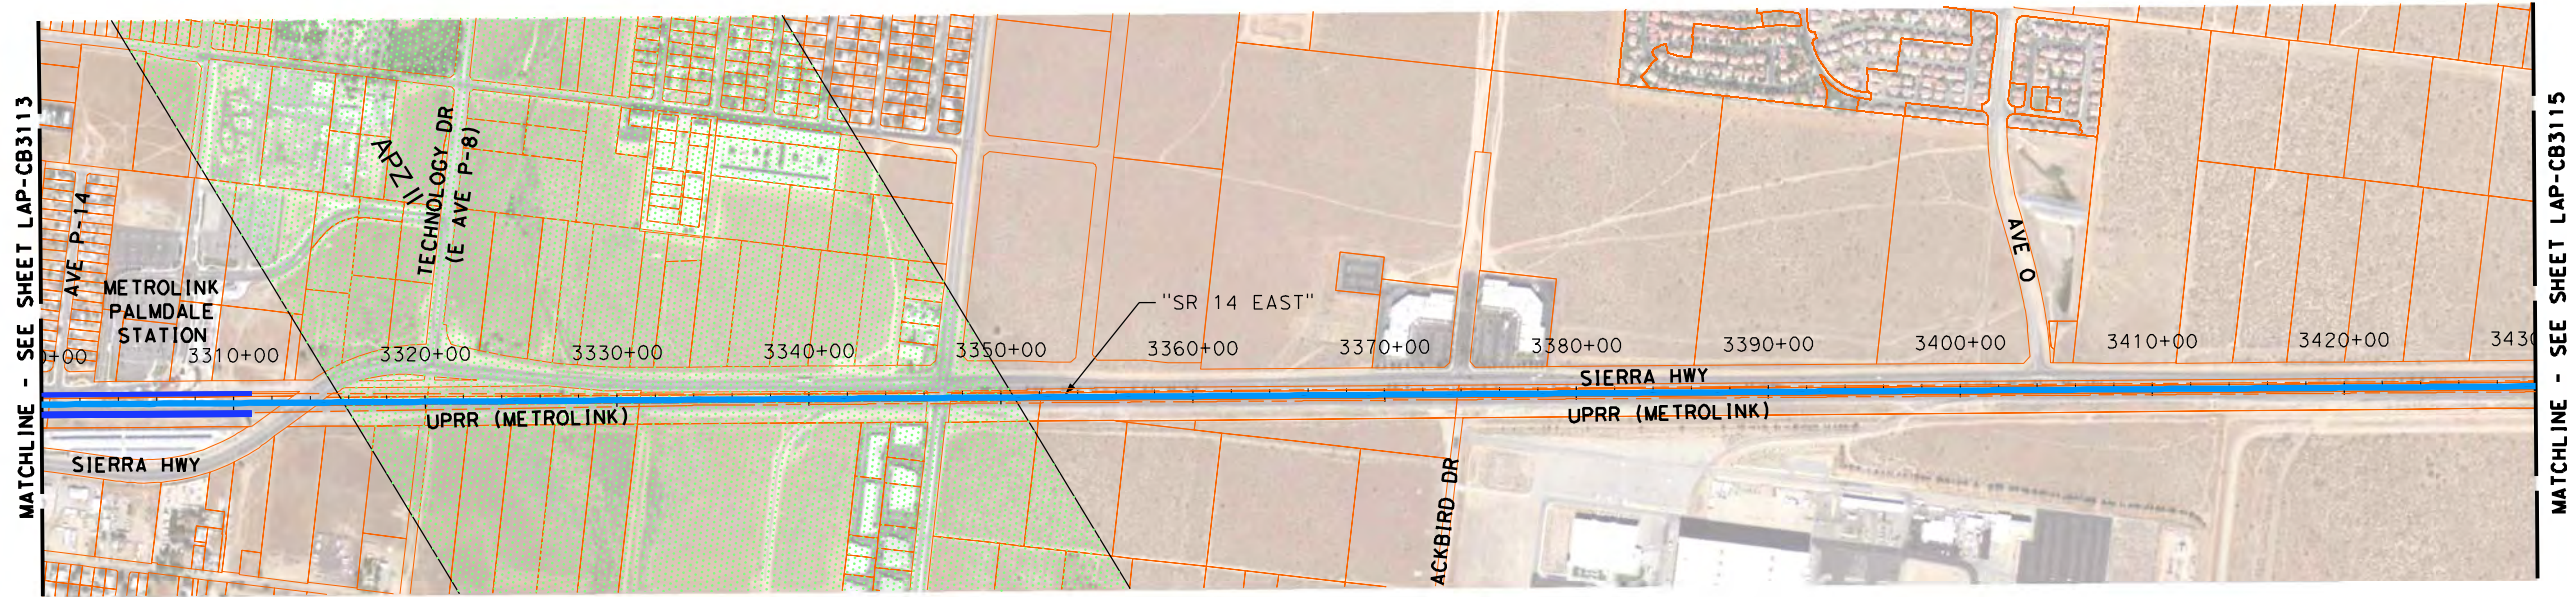 MATCHLINE - SEE SHEET LAP-CB3113
AVE P-14
METROLINK
PALMDALE
STATION
APZ II
TECHNOLOGY DR
(E AVE P-8)
"SR 14 EAST"
AVE O
0+00
3310+00
3320+00
3330+00
3340+00
3350+00
3360+00
3370+00
3380+00
3390+00
3400+00
3410+00
3420+00
3430
SIERRA HWY
UPRR (METROLINK)
UPRR (METROLINK)
SIERRA HWY
ACKBIRD DR
MATCHLINE - SEE SHEET LAP-CB3115